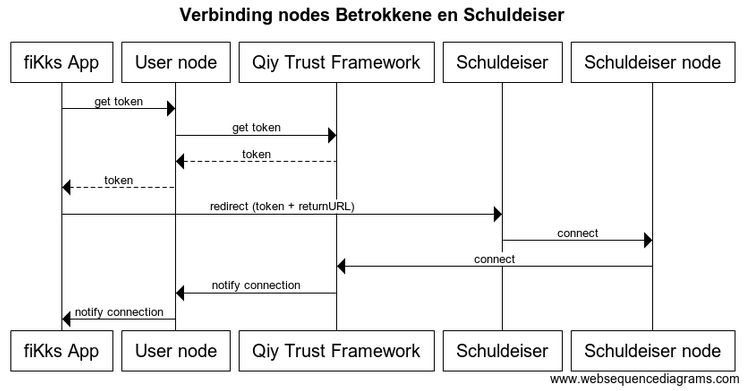 Verbinding nodes Betrokkene en Schuldeiser
fiKks App
User node
Qiy Trust Framework
Schuldeiser
Schuldeiser node
get token
get token
token
token
redirect (token + returnURL)
connect
connect
notify connection
notify connection
fiKks App
User node
Qiy Trust Framework
Schuldeiser
Schuldeiser node
www.websequencediagrams.com